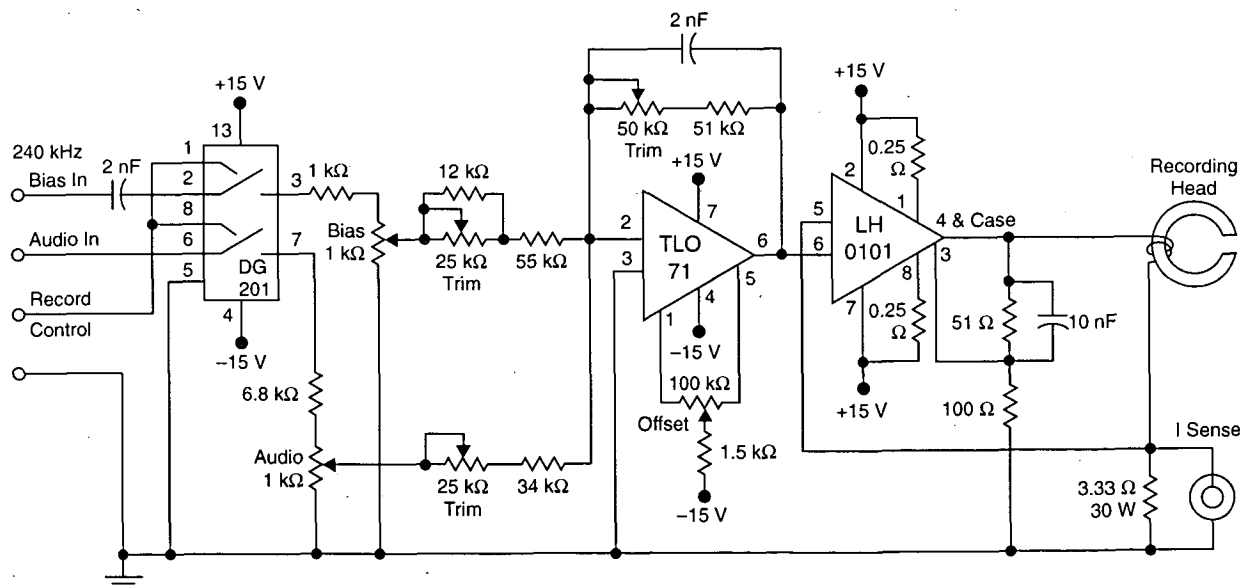 2 nF
+15 V
13
240 kHz
2 nF
Bias In
1
2
3
1 kΩ
8
Audio In
6
7
5
DG
201
Record
Control
4
−15 V
Bias
1 kΩ
12 kΩ
25 kΩ
Trim
55 kΩ
6.8 kΩ
Audio
1 kΩ
25 kΩ
Trim
34 kΩ
50 kΩ
Trim
51 kΩ
+15 V
7
2
3
TLO
71
6
5
4
1
−15 V
100 kΩ
Offset
1.5 kΩ
−15 V
+15 V
2
0.25
Ω
1
5
6
LH
0101
4 & Case
8
3
7
0.25
Ω
+15 V
51 Ω
10 nF
100 Ω
Recording
Head
I Sense
3.33 Ω
30 W